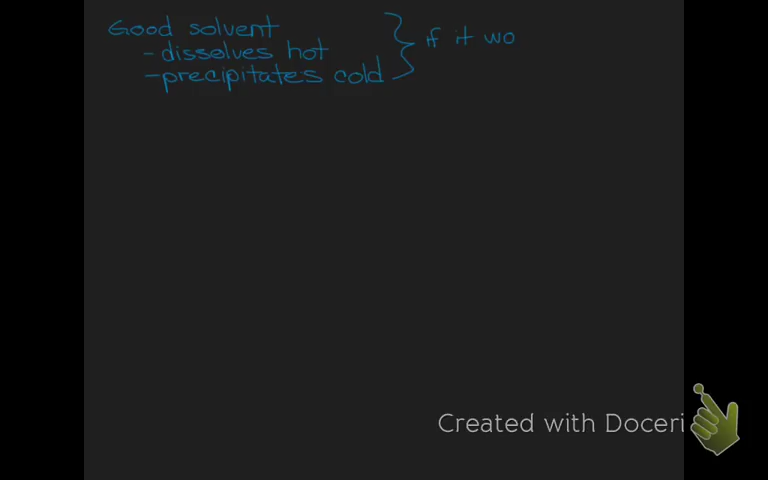 Good solvent
- dissolves hot
- precipitates cold
if it wo
Created with Doceri